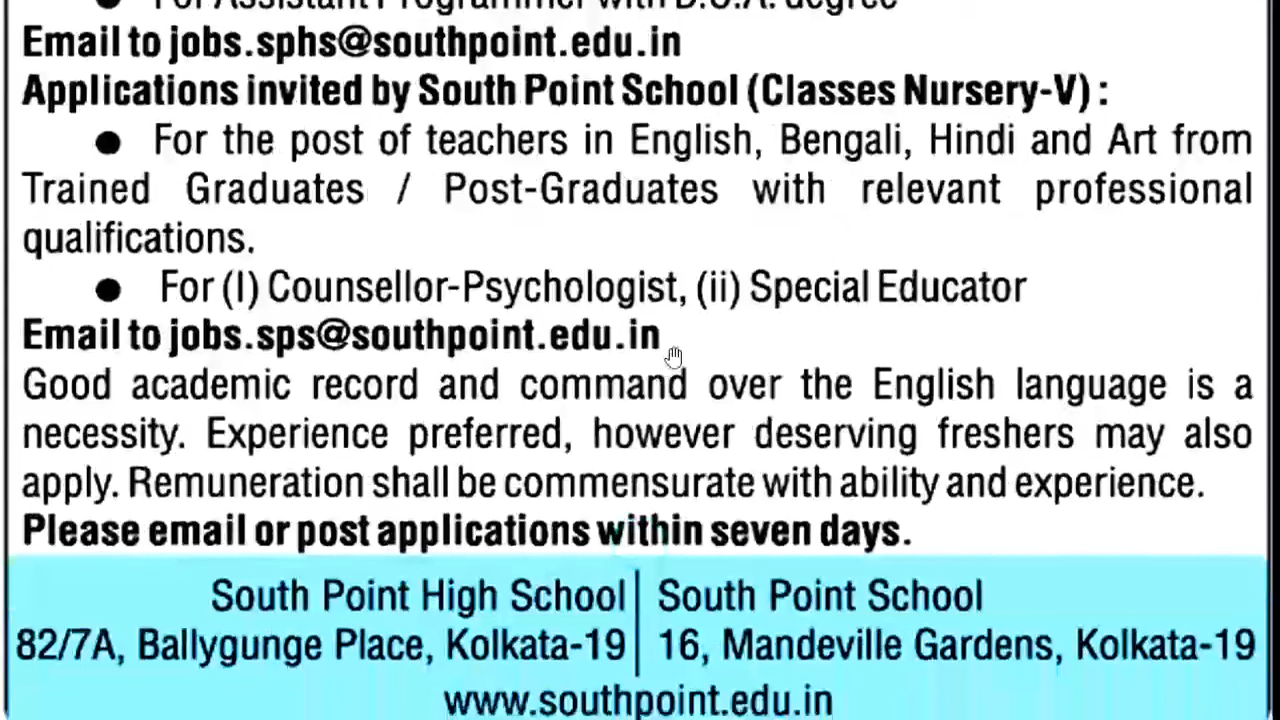 ● For Assistant Programmer with D.O.A. degree
Email to jobs.sphs@southpoint.edu.in
Applications invited by South Point School (Classes Nursery-V) :
● For the post of teachers in English, Bengali, Hindi and Art from
Trained Graduates / Post-Graduates with relevant professional
qualifications.
● For (I) Counsellor-Psychologist, (ii) Special Educator
Email to jobs.sps@southpoint.edu.in
Good academic record and command over the English language is a
necessity. Experience preferred, however deserving freshers may also
apply. Remuneration shall be commensurate with ability and experience.
Please email or post applications within seven days.
South Point High School
82/7A, Ballygunge Place, Kolkata-19
South Point School
16, Mandeville Gardens, Kolkata-19
www.southpoint.edu.in